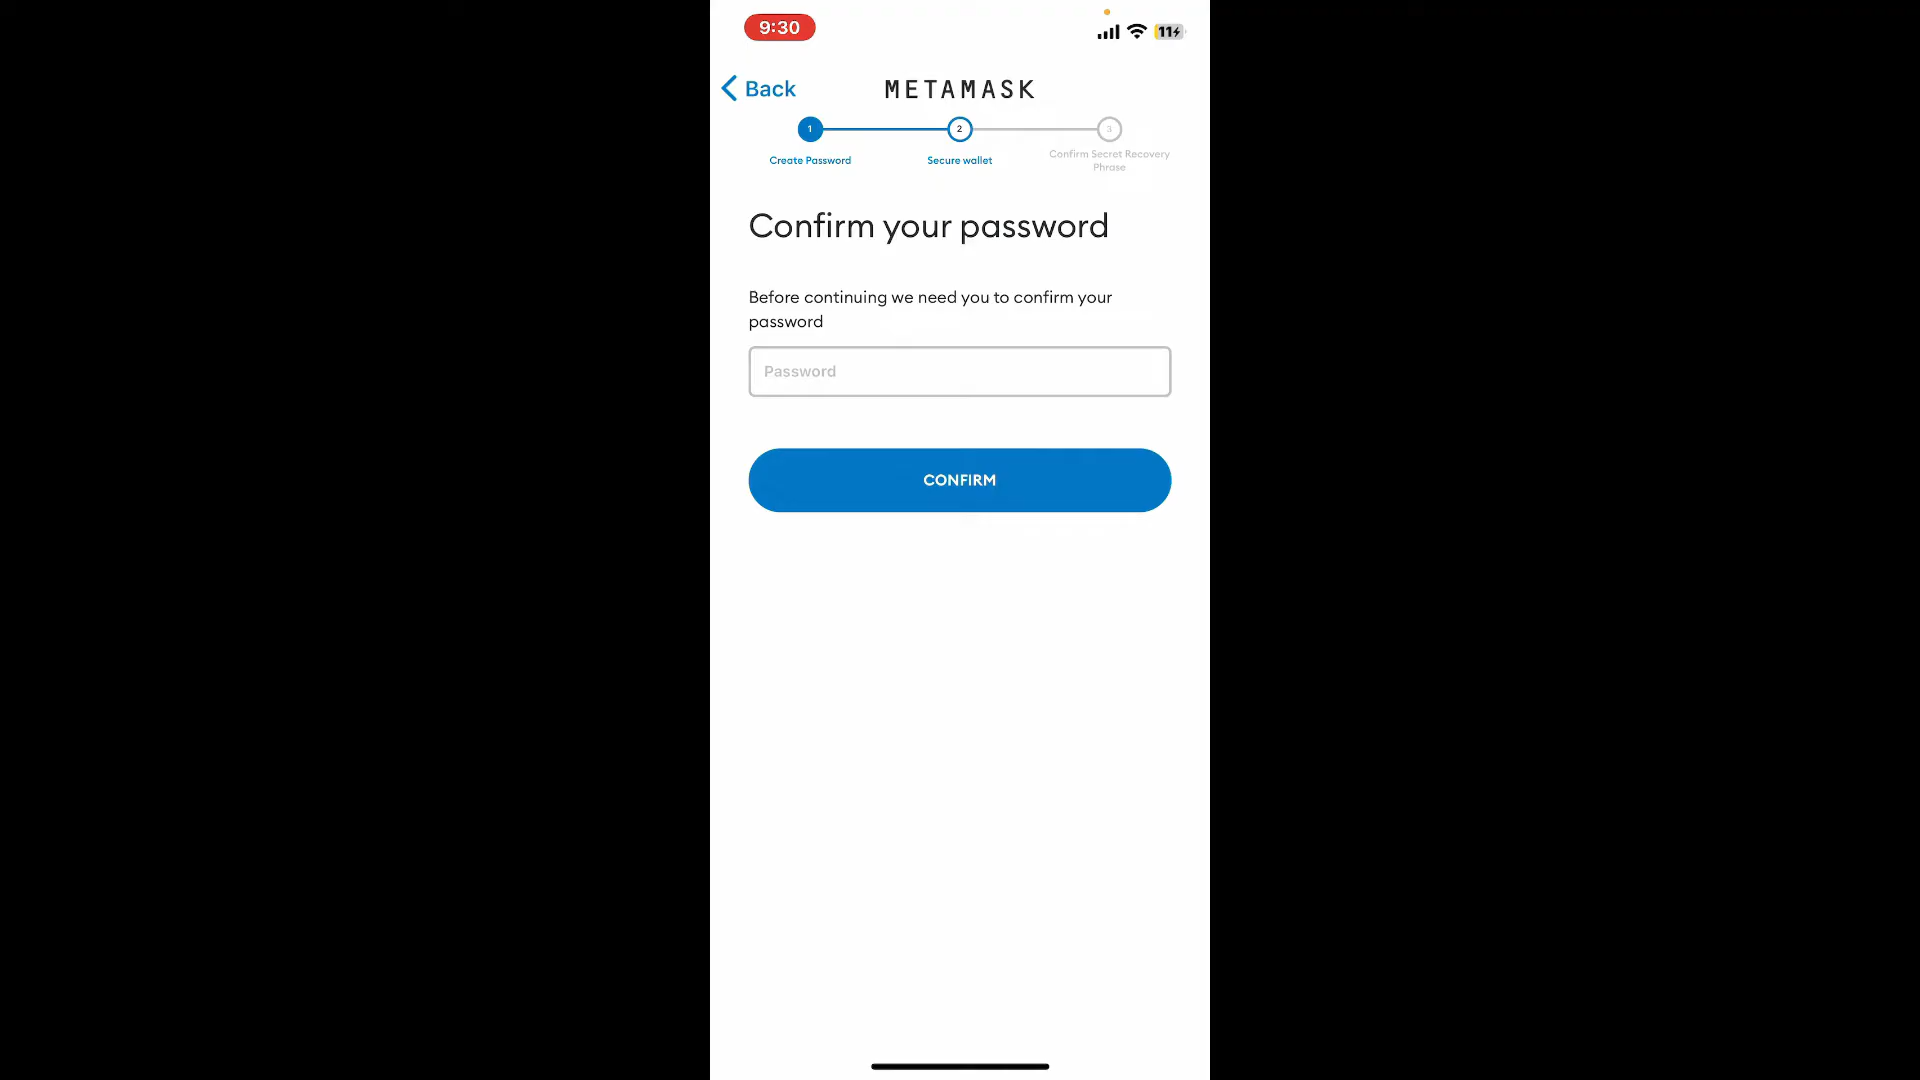 9:30
11
Back
METAMASK
1
2
3
Create Password
Secure wallet
Confirm Secret Recovery
Phrase
Confirm your password
Before continuing we need you to confirm your
password
Password
CONFIRM